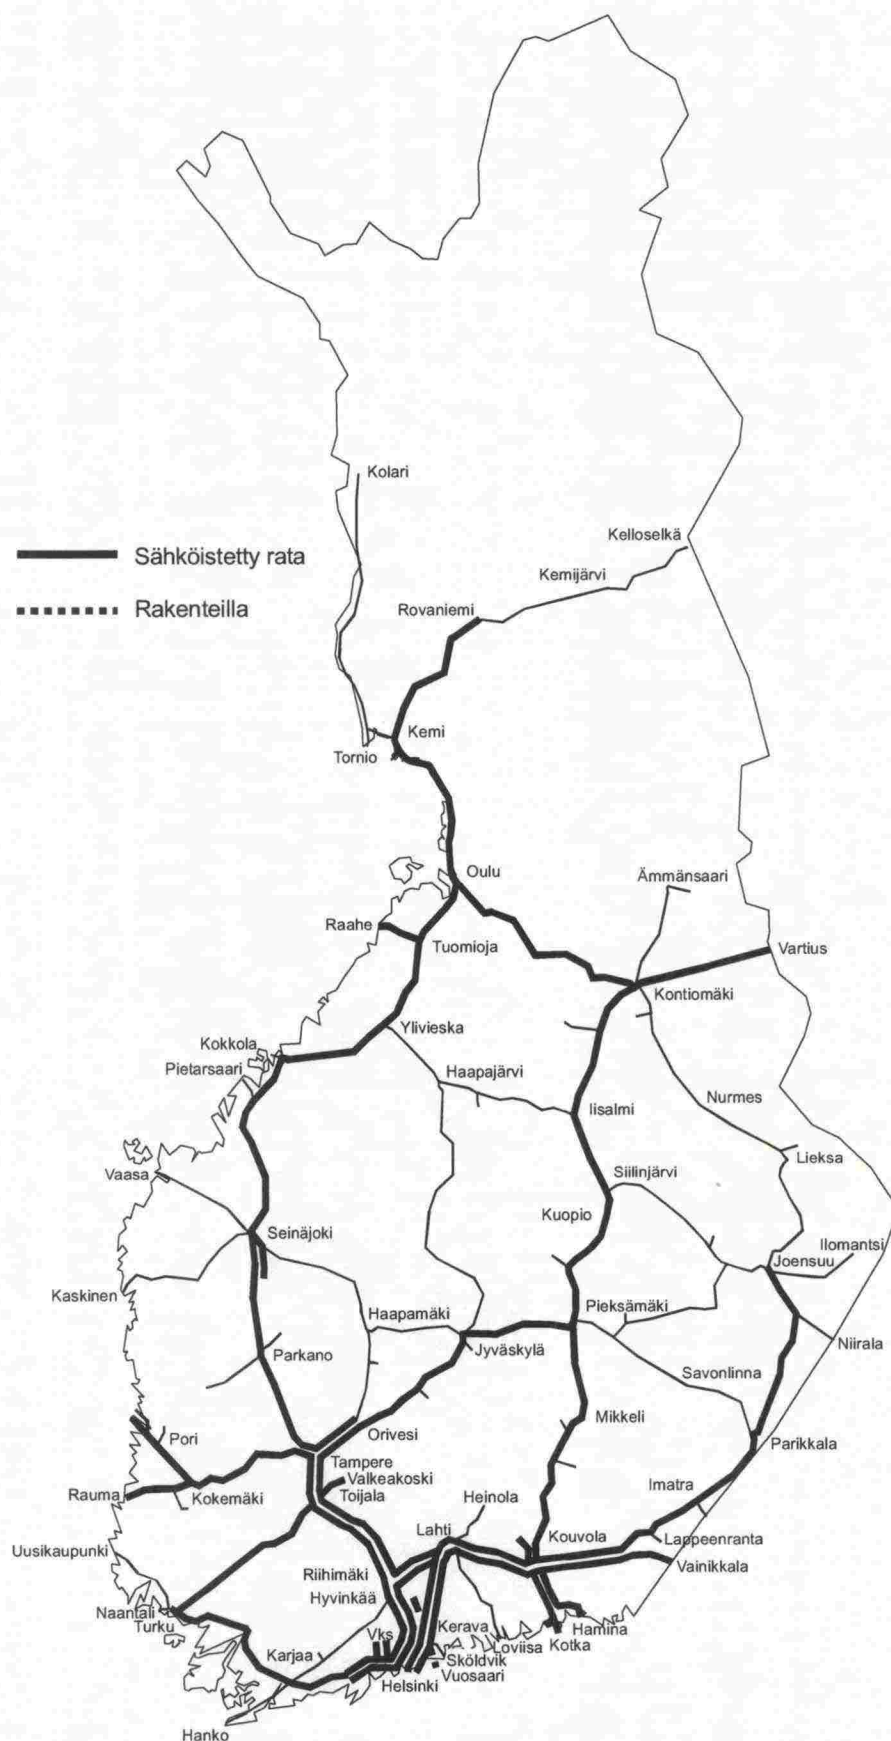 Kolari
Kelloselkä
Sähköistetty rata
Kemijärvi
Rakenteilla
Rovaniemi
Kemi
Tornio
Oulu
Ämmänsaari
Raahe
Tuomioja
Vartius
Kontiomäki
Ylivieska
Kokkola
Pietarsaari
Haapajärvi
Nurmes
Iisalmi
Lieksa
Vaasa
Siilinjärvi
Kuopio
Seinäjoki
Ilomantsi
Joensuu
Kaskinen
Haapamäki
Pieksämäki
Niirala
Jyväskylä
Parkano
Savonlinna
Mikkeli
Orivesi
Pori
Parikkala
Tampere
Valkeakoski
Imatra
Rauma
Kokemäki
Toijala
Heinola
Lahti
Kouvola
Lappeenranta
Uusikaupunki
Vainikkala
Riihimäki
Hyvinkää
Naantali
Turku
Kerava
Hamina
Vks
Loviisa
Kotka
Karjaa
Sköldvik
Vuosaari
Helsinki
Hanko